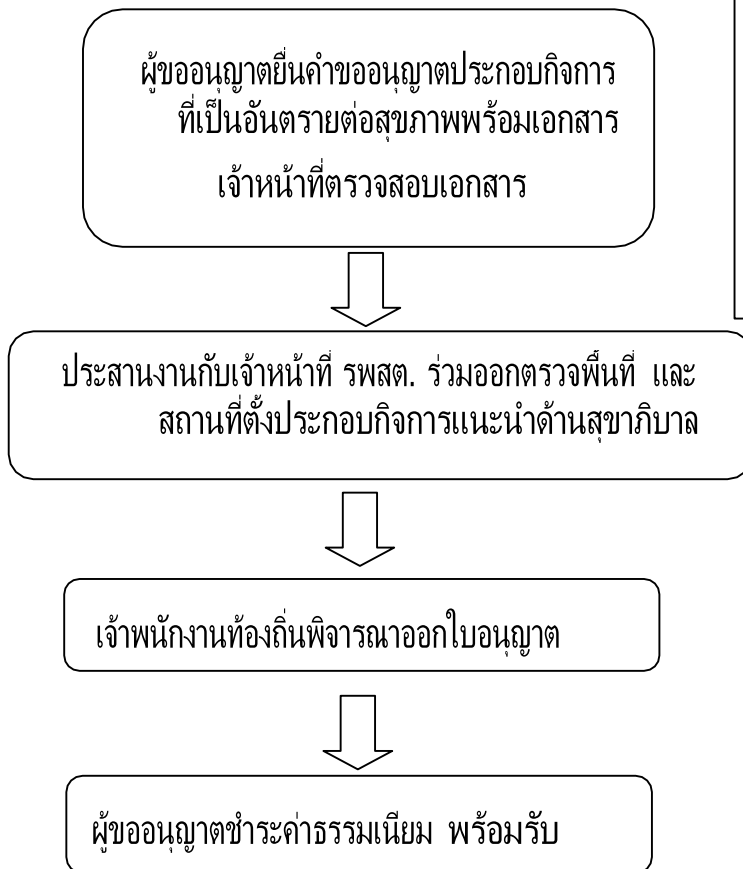 ผู้ขออนุญาตยื่นคำขออนุญาตประกอบกิจการ
ที่เป็นอันตรายต่อสุขภาพพร้อมเอกสาร
เจ้าหน้าที่ตรวจสอบเอกสาร
ประสานงานกับเจ้าหน้าที่ รพสต. ร่วมออกตรวจพื้นที่ และ
สถานที่ตั้งประกอบกิจการแนะนำด้านสุขาภิบาล
เจ้าพนักงานท้องถิ่นพิจารณาออกใบอนุญาต
ผู้ขออนุญาตชำระค่าธรรมเนียม พร้อมรับ